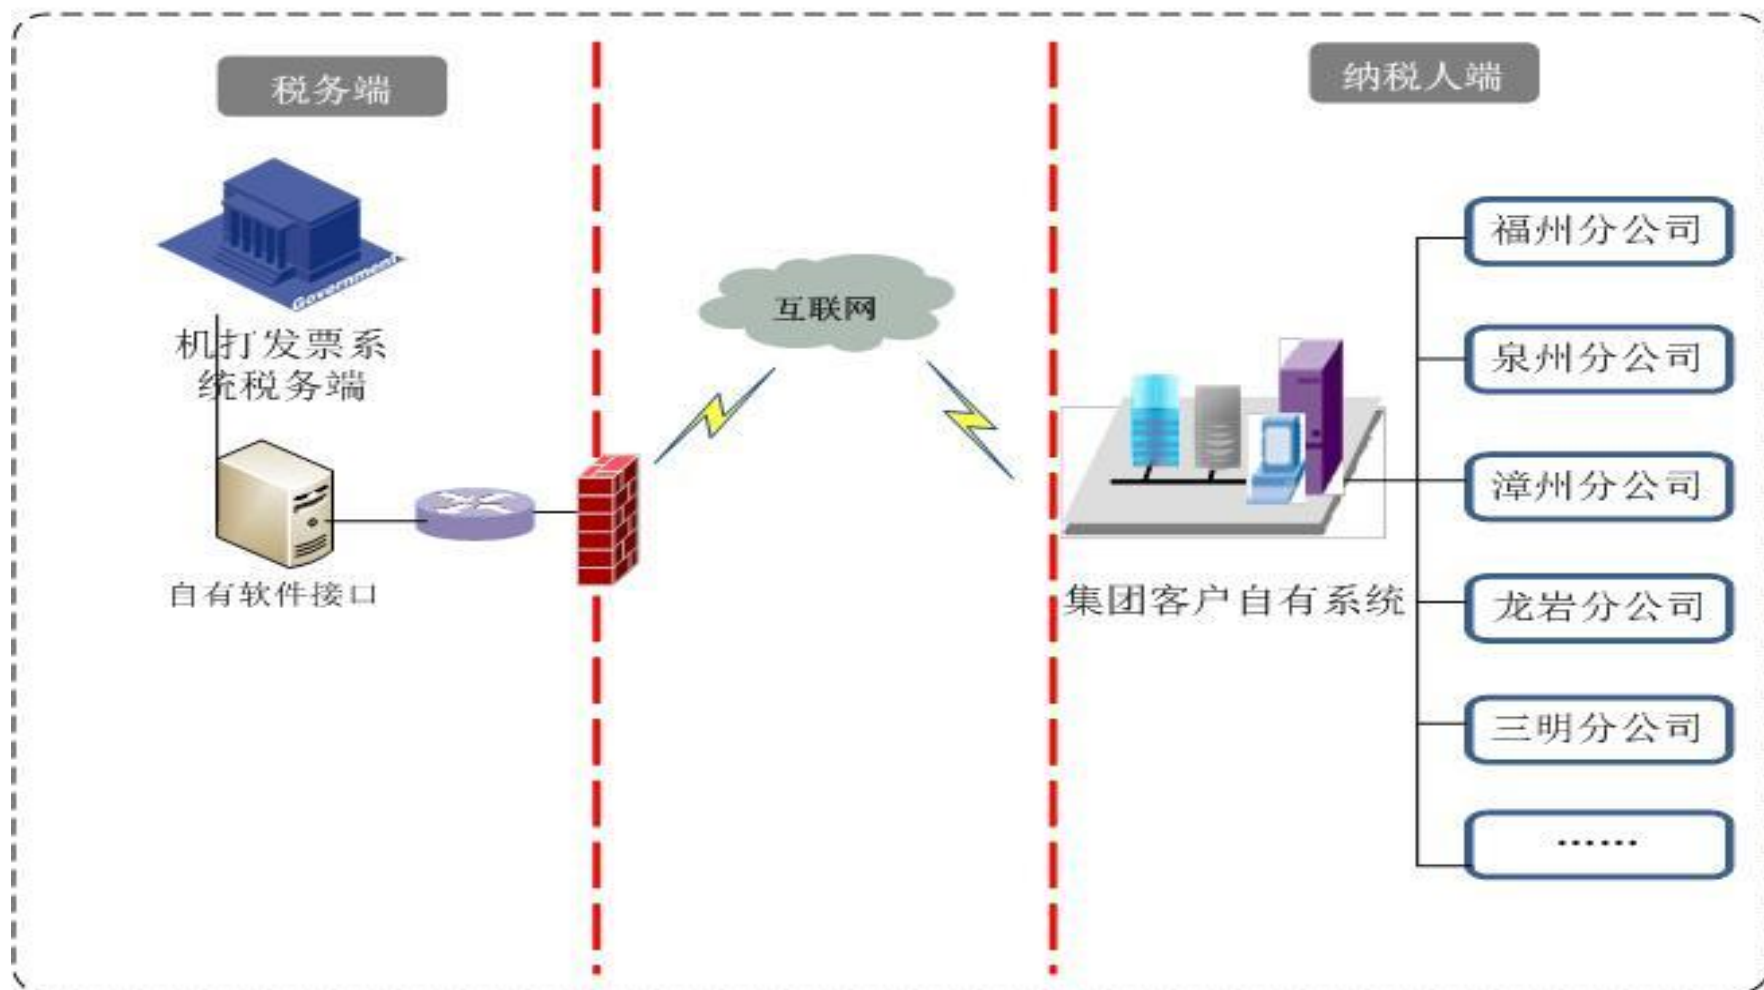 税务端
纳税人端
Government
机打发票系
统税务端
自有软件接口
互联网
集团客户自有系统
福州分公司
泉州分公司
漳州分公司
龙岩分公司
三明分公司
……